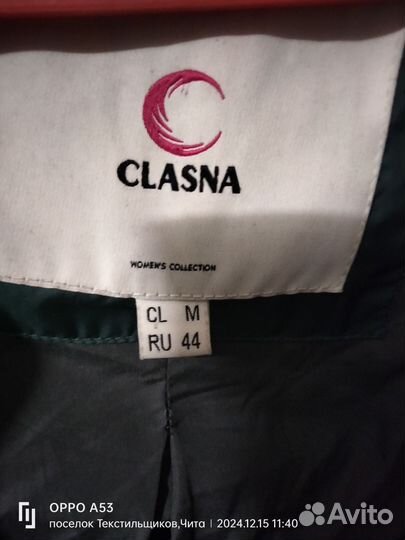 CLASNA
WOMEN'S COLLECTION
CL M
RU 44
OPPO A53
поселок Текстильщиков,Чита | 2024.12.15 11:40
Avito